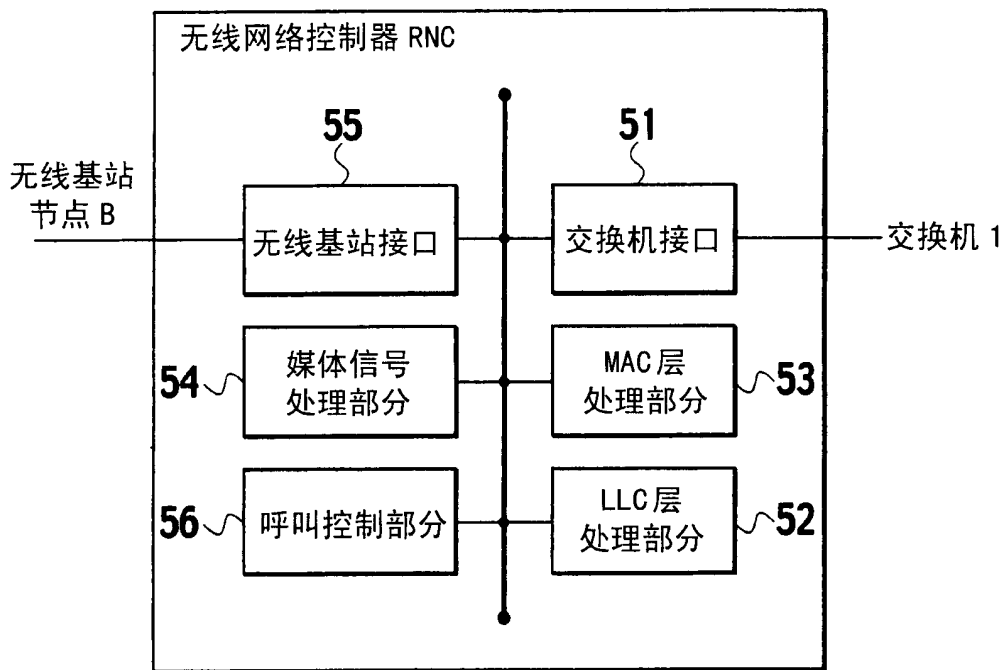 无线网络控制器 RNC
55
51
无线基站
节点 B
无线基站接口
交换机接口
交换机 1
54
媒体信号
处理部分
MAC 层
处理部分
53
56
呼叫控制部分
LLC 层
处理部分
52